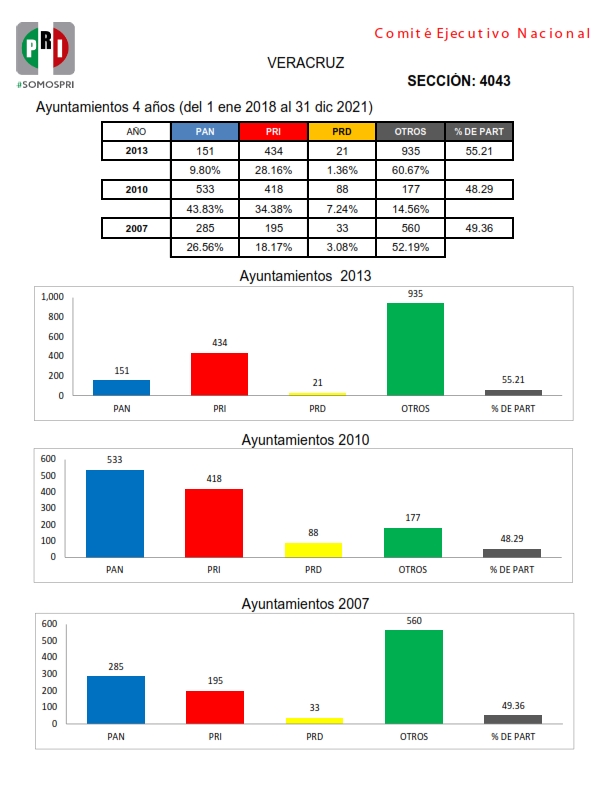 Comité Ejecutivo Nacional
PRI
#SOMOSPRI
VERACRUZ
SECCIÓN: 4043
Ayuntamientos 4 años (del 1 ene 2018 al 31 dic 2021)
AÑO PAN PRI PRD OTROS % DE PART
2013 151 434 21 935 55.21
9.80% 28.16% 1.36% 60.67%
2010 533 418 88 177 48.29
43.83% 34.38% 7.24% 14.56%
2007 285 195 33 560 49.36
26.56% 18.17% 3.08% 52.19%
Ayuntamientos 2013
1,000
800
600
400
200
0
151 434 21 935 55.21
PAN PRI PRD OTROS % DE PART
Ayuntamientos 2010
600
500
400
300
200
100
0
533 418 88 177 48.29
PAN PRI PRD OTROS % DE PART
Ayuntamientos 2007
600
500
400
300
200
100
0
285 195 33 560 49.36
PAN PRI PRD OTROS % DE PART